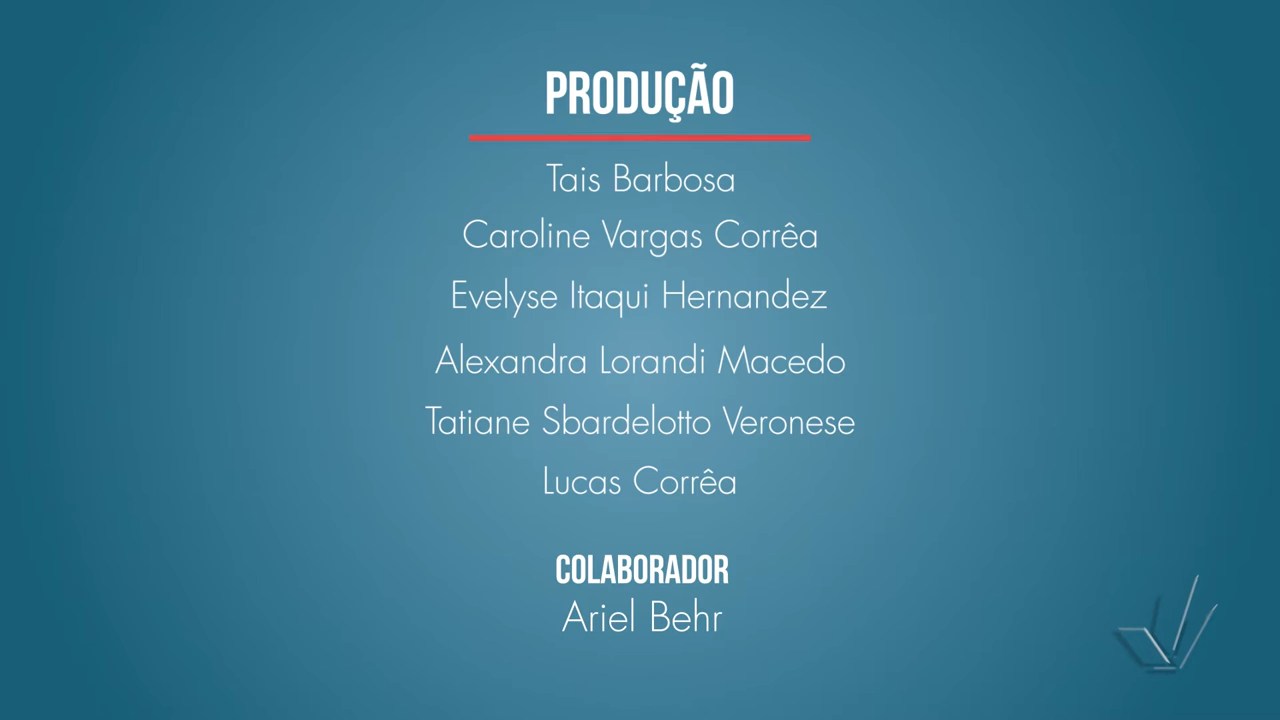 PRODUÇÃO
Tais Barbosa
Caroline Vargas Corrêa
Evelyse Itaqui Hernandez
Alexandra Lorandi Macedo
Tatiane Sbardelotto Veronese
Lucas Corrêa
COLABORADOR
Ariel Behr